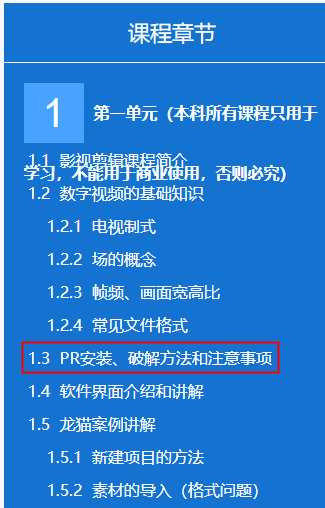 课程章节
1
第一单元（本科所有课程只用于
学习，不能用于商业使用，否则必究）
1.1 影视剪辑课程简介
1.2 数字视频的基础知识
1.2.1 电视制式
1.2.2 场的概念
1.2.3 帧频、画面宽高比
1.2.4 常见文件格式
1.3 PR安装、破解方法和注意事项
1.4 软件界面介绍和讲解
1.5 龙猫案例讲解
1.5.1 新建项目的方法
1.5.2 素材的导入（格式问题）